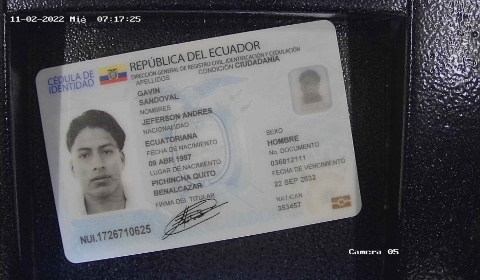 11-02-2022 Mié 07:17:25
CÉDULA DE IDENTIDAD
REPÚBLICA DEL ECUADOR
DIRECCIÓN GENERAL DE REGISTRO CIVIL, IDENTIFICACIÓN Y CEDULACIÓN
APELLIDOS
CONDICIÓN CIUDADANÍA
GAVIN
SANDOVAL
NOMBRES
JEFERSON ANDRES
NACIONALIDAD
ECUATORIANA
FECHA DE NACIMIENTO
09 ABR 1997
LUGAR DE NACIMIENTO
PICHINCHA QUITO
BENALCAZAR
FIRMA DEL TITULAR
SEXO
HOMBRE
No. DOCUMENTO
036812111
FECHA DE VENCIMIENTO
22 SEP 2032
NAT/CAN
353457
NUI.1726710625
Camera 05